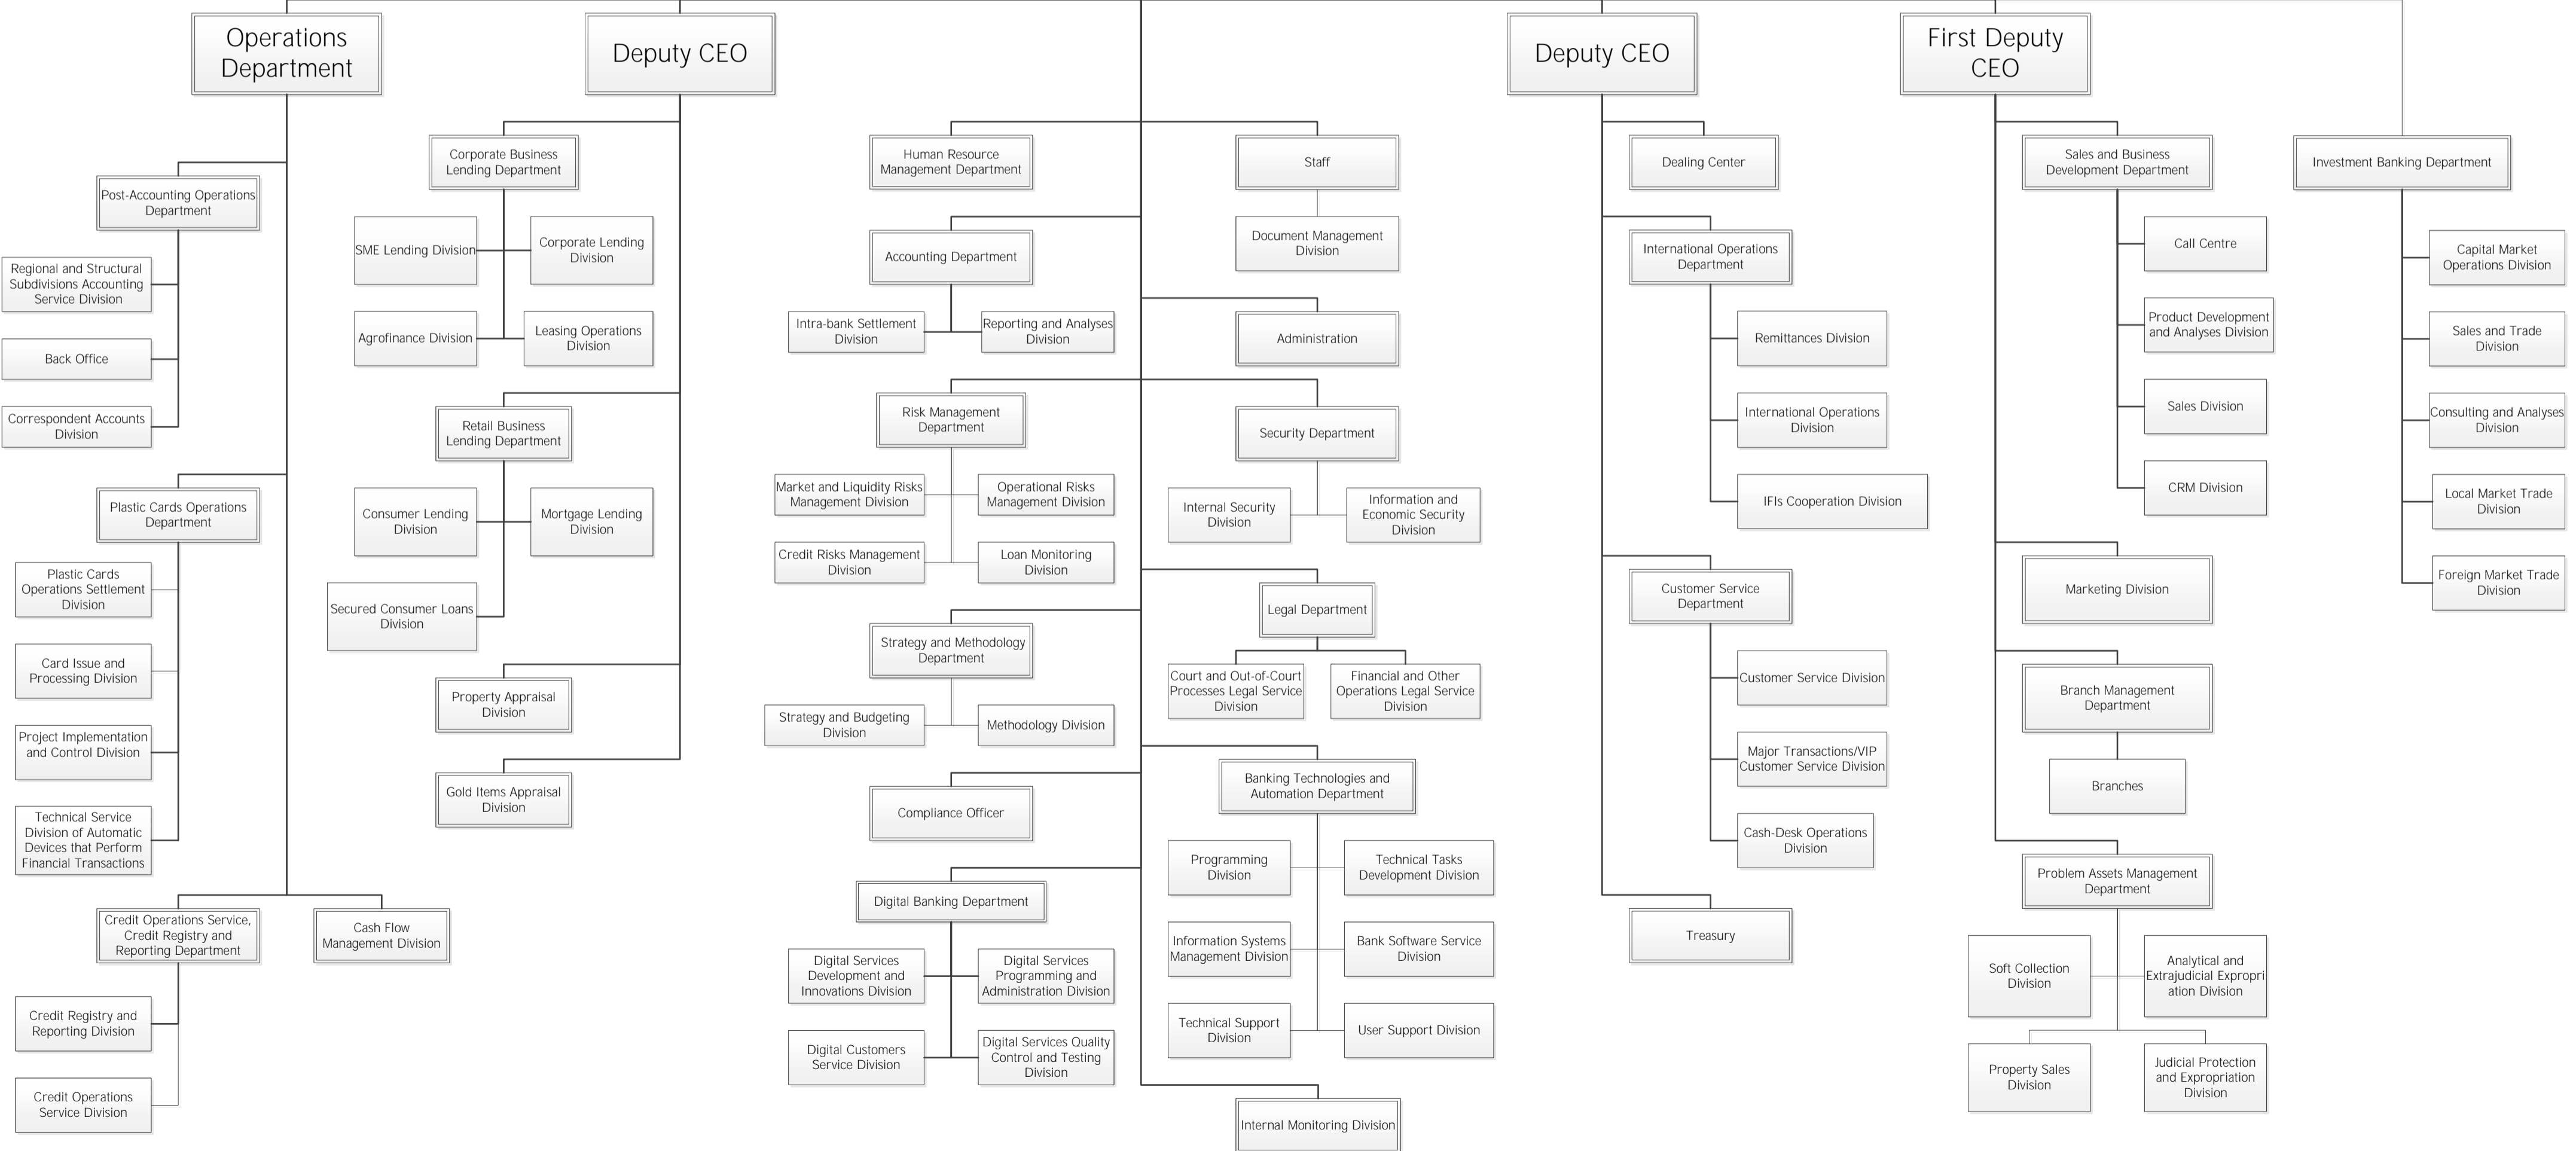 Operations
Department
Post-Accounting Operations
Department
Regional and Structural
Subdivisions Accounting
Service Division
Back Office
Correspondent Accounts
Division
Plastic Cards Operations
Department
Plastic Cards
Operations Settlement
Division
Card Issue and
Processing Division
Project Implementation
and Control Division
Technical Service
Division of Automatic
Devices that Perform
Financial Transactions
Credit Operations Service,
Credit Registry and
Reporting Department
Cash Flow
Management Division
Credit Registry and
Reporting Division
Credit Operations
Service Division
Deputy CEO
Corporate Business
Lending Department
SME Lending Division
Corporate Lending
Division
Agrofinance Division
Leasing Operations
Division
Retail Business
Lending Department
Consumer Lending
Division
Mortgage Lending
Division
Secured Consumer Loans
Division
Property Appraisal
Division
Gold Items Appraisal
Division
Human Resource
Management Department
Staff
Document Management
Division
Accounting Department
Intra-bank Settlement
Division
Reporting and Analyses
Division
Administration
Risk Management
Department
Market and Liquidity Risks
Management Division
Operational Risks
Management Division
Credit Risks Management
Division
Loan Monitoring
Division
Security Department
Internal Security
Division
Information and
Economic Security
Division
Legal Department
Court and Out-of-Court
Processes Legal Service
Division
Financial and Other
Operations Legal Service
Division
Strategy and Methodology
Department
Strategy and Budgeting
Division
Methodology Division
Compliance Officer
Banking Technologies and
Automation Department
Programming
Division
Technical Tasks
Development Division
Information Systems
Management Division
Bank Software Service
Division
Technical Support
Division
User Support Division
Digital Banking Department
Digital Services
Development and
Innovations Division
Digital Services
Programming and
Administration Division
Digital Customers
Service Division
Digital Services Quality
Control and Testing
Division
Internal Monitoring Division
Deputy CEO
Dealing Center
International Operations
Department
Remittances Division
International Operations
Division
IFIs Cooperation Division
Customer Service
Department
Customer Service Division
Major Transactions/VIP
Customer Service Division
Cash-Desk Operations
Division
Treasury
First Deputy
CEO
Sales and Business
Development Department
Call Centre
Product Development
and Analyses Division
Sales Division
CRM Division
Marketing Division
Branch Management
Department
Branches
Problem Assets Management
Department
Soft Collection
Division
Analytical and
Extrajudicial Expropri
ation Division
Property Sales
Division
Judicial Protection
and Expropriation
Division
Investment Banking Department
Capital Market
Operations Division
Sales and Trade
Division
Consulting and Analyses
Division
Local Market Trade
Division
Foreign Market Trade
Division